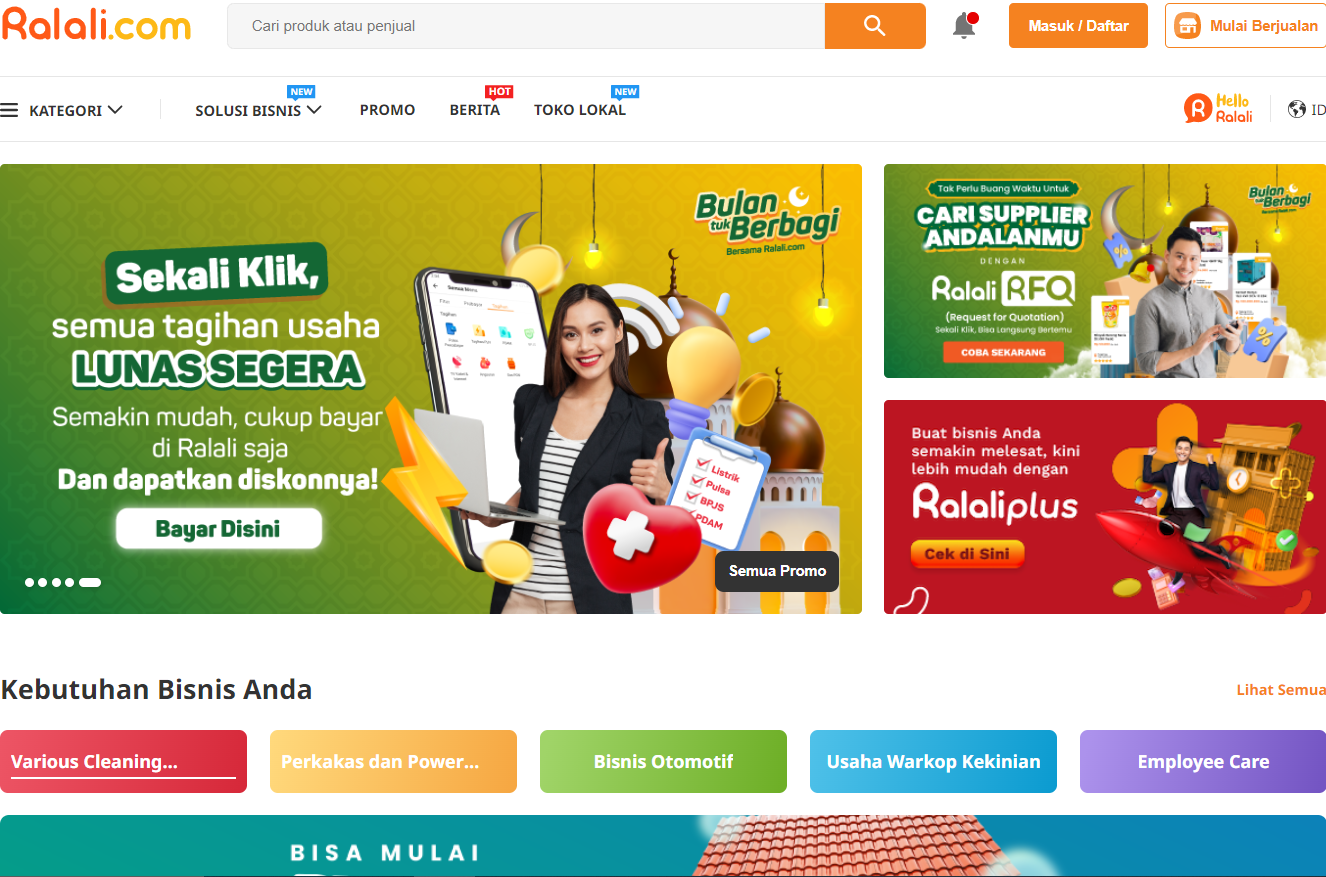 Ralali.com
Cari produk atau penjual
Masuk / Daftar
Mulai Berjualan
KATEGORI
SOLUSI BISNIS
NEW
PROMO
BERITA
HOT
TOKO LOKAL
NEW
Hello
Ralali
ID
Sekali Klik,
semua tagihan usaha
LUNAS SEGERA
Semakin mudah, cukup bayar
di Ralali saja
Dan dapatkan diskonnya!
Bayar Disini
Bulan
tuk Berbagi
Bersama Ralali.com
Tagihan
Listrik
Pulsa
BPJS
PDAM
Semua Promo
Tak Perlu Buang Waktu Untuk
CARI SUPPLIER
ANDALANMU
DENGAN
Ralali RFQ
(Request for Quotation)
Sekali Klik, Bisa Langsung Bertemu
COBA SEKARANG
Bulan
tuk Berbagi
Buat bisnis Anda
semakin melesat, kini
lebih mudah dengan
Ralaliplus
Cek di Sini
Kebutuhan Bisnis Anda
Lihat Semua
Various Cleaning...
Perkakas dan Power...
Bisnis Otomotif
Usaha Warkop Kekinian
Employee Care
BISA MULAI